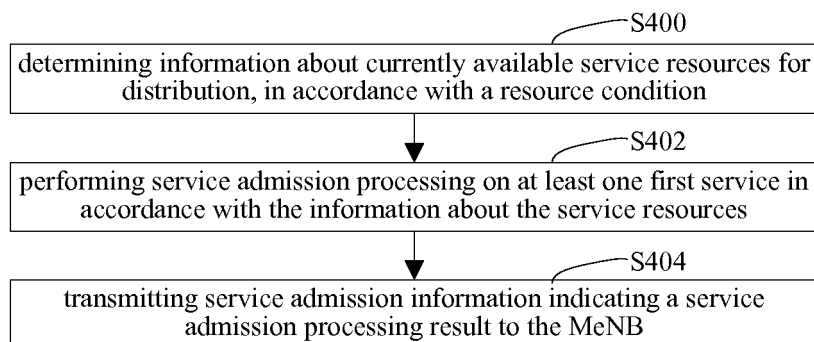 S400
determining information about currently available service resources for
distribution, in accordance with a resource condition
S402
performing service admission processing on at least one first service in
accordance with the information about the service resources
S404
transmitting service admission information indicating a service
admission processing result to the MeNB